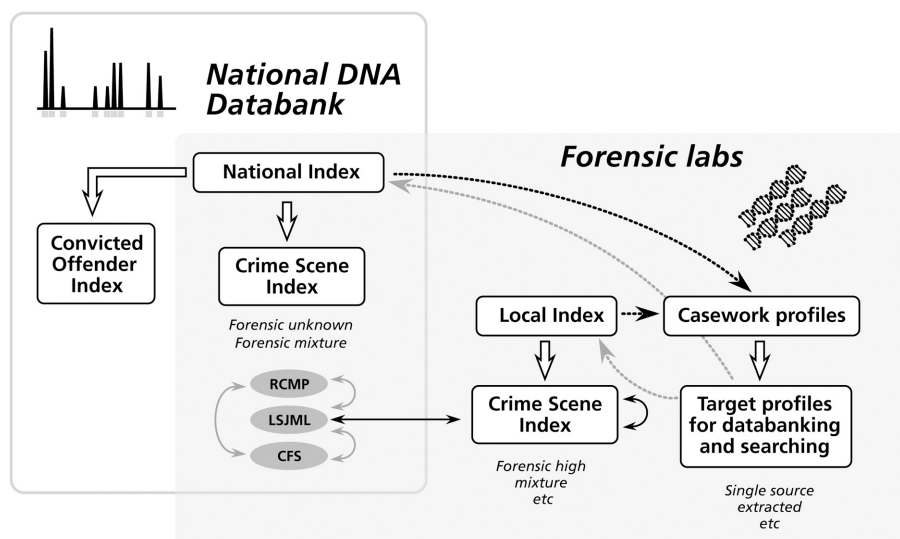 National DNA
Databank
Forensic labs
National Index
Convicted
Offender
Index
Crime Scene
Index
Forensic unknown
Forensic mixture
RCMP
LSJML
CFS
Local Index
Casework profiles
Crime Scene
Index
Forensic high
mixture
etc
Target profiles
for databanking
and searching
Single source
extracted
etc